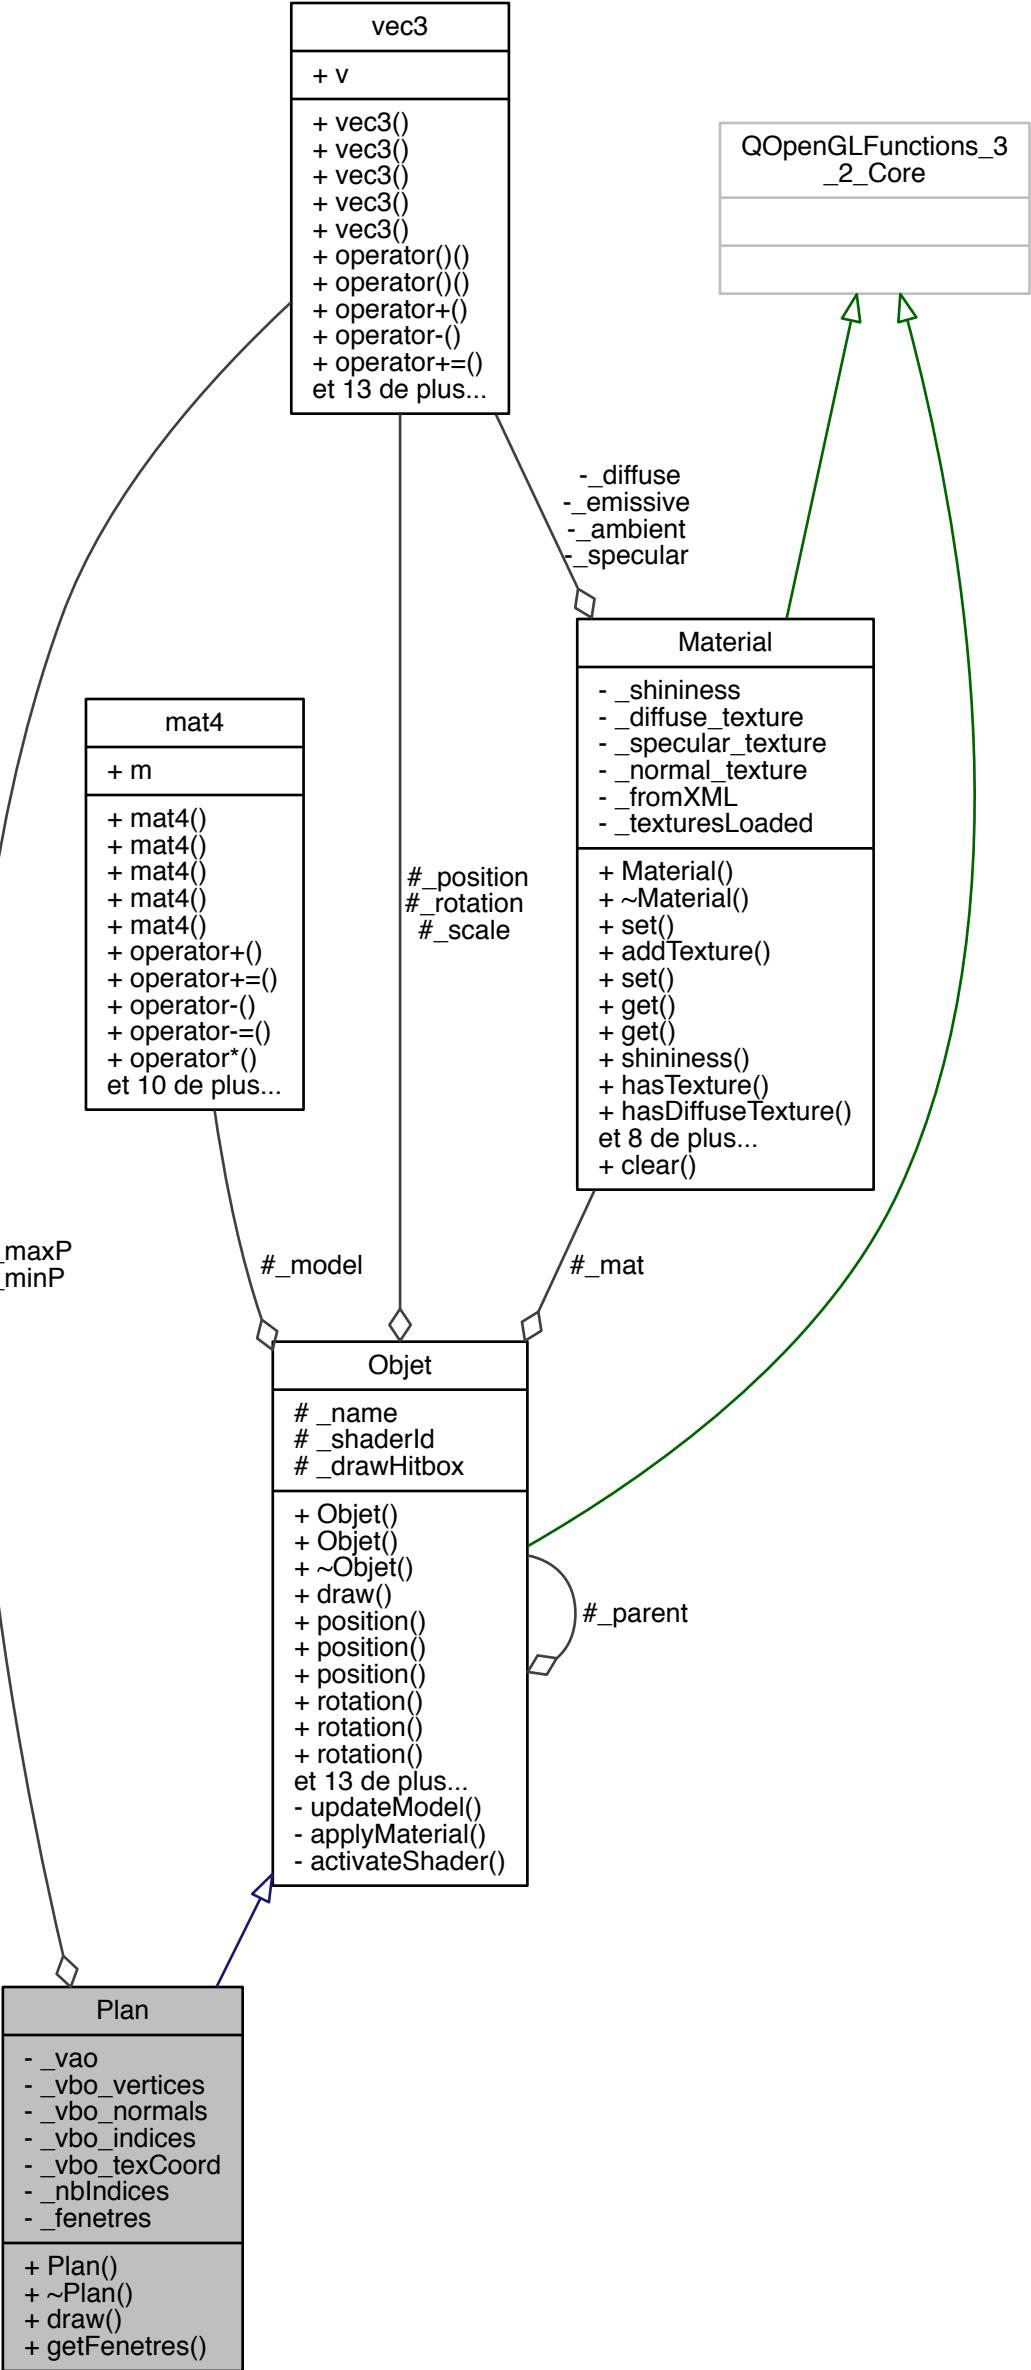 vec3
+ v
+ vec3()
+ vec3()
+ vec3()
+ vec3()
+ vec3()
+ operator()()
+ operator()()
+ operator+()
+ operator-()
+ operator+=()
et 13 de plus...
QOpenGLFunctions_3
_2_Core
-_diffuse
-_emissive
-_ambient
-_specular
Material
- _shininess
- _diffuse_texture
- _specular_texture
- _normal_texture
- _fromXML
- _texturesLoaded
+ Material()
+ ~Material()
+ set()
+ addTexture()
+ set()
+ get()
+ get()
+ shininess()
+ hasTexture()
+ hasDiffuseTexture()
et 8 de plus...
+ clear()
mat4
+ m
+ mat4()
+ mat4()
+ mat4()
+ mat4()
+ mat4()
+ operator+()
+ operator+=()
+ operator-()
+ operator-=()
+ operator*()
et 10 de plus...
#_position
#_rotation
#_scale
_maxP
_minP
#_model
#_mat
Objet
# _name
# _shaderId
# _drawHitbox
+ Objet()
+ Objet()
+ ~Objet()
+ draw()
+ position()
+ position()
+ position()
+ rotation()
+ rotation()
+ rotation()
et 13 de plus...
- updateModel()
- applyMaterial()
- activateShader()
#_parent
Plan
- _vao
- _vbo_vertices
- _vbo_normals
- _vbo_indices
- _vbo_texCoord
- _nbIndices
- _fenetres
+ Plan()
+ ~Plan()
+ draw()
+ getFenetres()